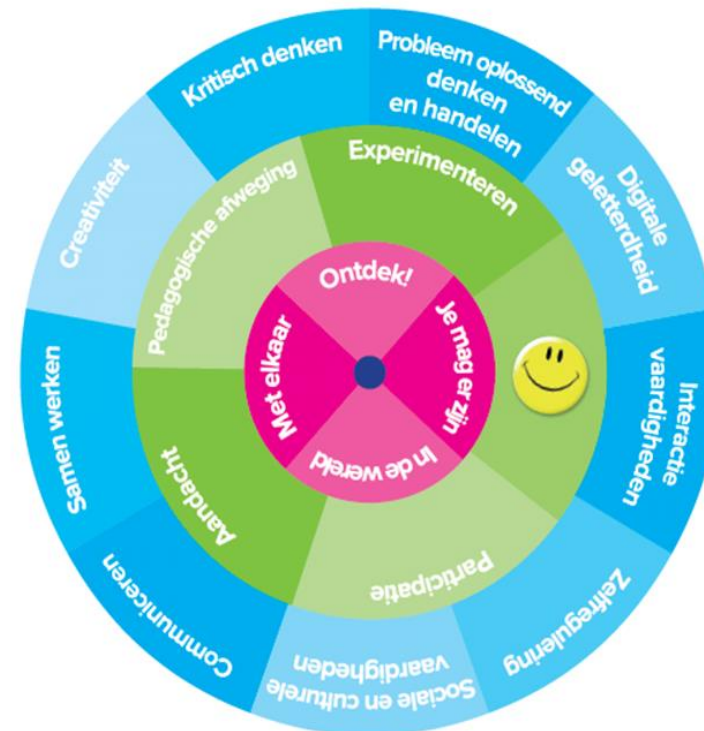 Kritisch denken
Probleem oplossend
denken
en handelen
Digitale
geletterdheid
Interactie
vaardigheden
Zelfregulering
Sociale en culturele
vaardigheden
Communiceren
Samen werken
Creativiteit
Experimenteren
Participatie
Aandacht
Pedagogische afweging
Ontdek!
Je mag er zijn
In de wereld
Met elkaar